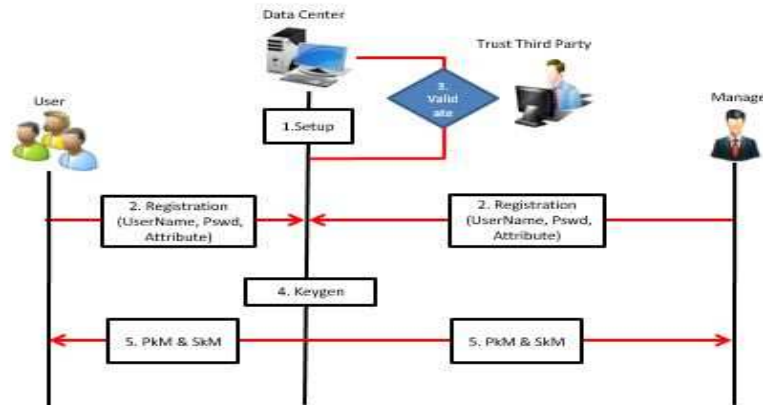 Data Center
Trust Third Party
User
Manage
3.
Valid
ate
1.Setup
2. Registration
(UserName, Pswd,
Attribute)
2. Registration
(UserName, Pswd,
Attribute)
4. Keygen
5. PkM & SkM
5. PkM & SkM